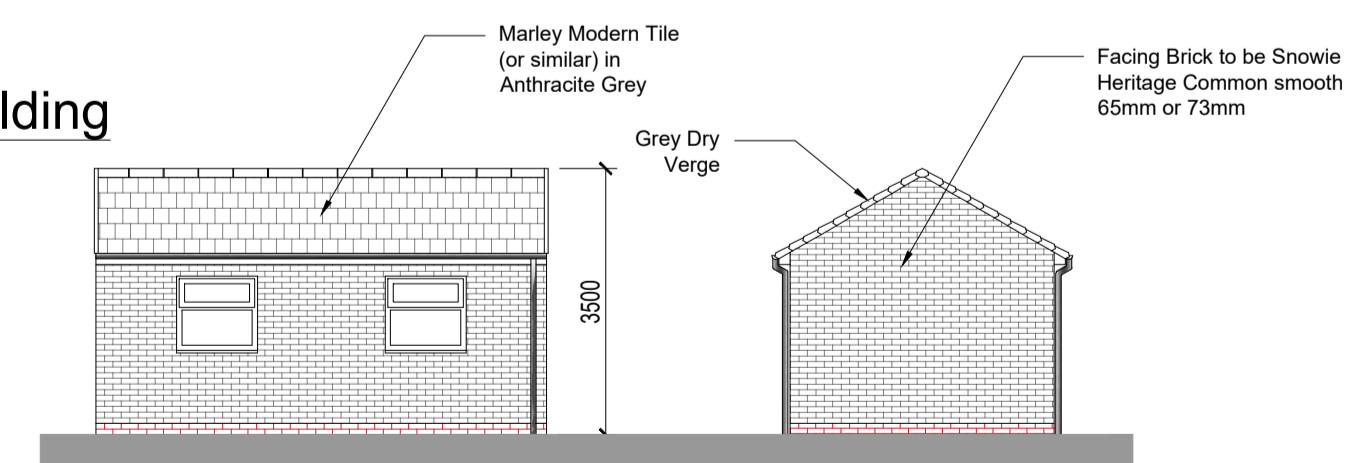 lding
Marley Modern Tile
(or similar) in
Anthracite Grey
Grey Dry
Verge
Facing Brick to be Snowie
Heritage Common smooth
65mm or 73mm
3500